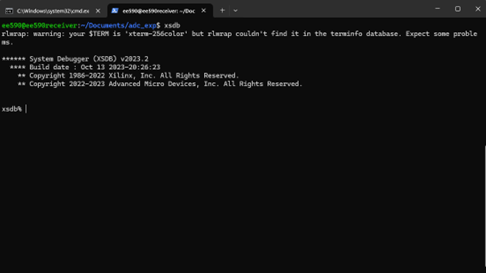 C:\Windows\system32\cmd.ex
ee590@ee590receiver: ~/Doc
ee590@ee590receiver:~/Documents/adc_exp$ xsdb
rlwrap: warning: your $TERM is 'xterm-256color' but rlwrap couldn't find it in the terminfo database. Expect some proble
ms.
****** System Debugger (XSDB) v2023.2
**** Build date : Oct 13 2023-20:26:23
** Copyright 1986-2022 Xilinx, Inc. All Rights Reserved.
** Copyright 2022-2023 Advanced Micro Devices, Inc. All Rights Reserved.
xsdb%